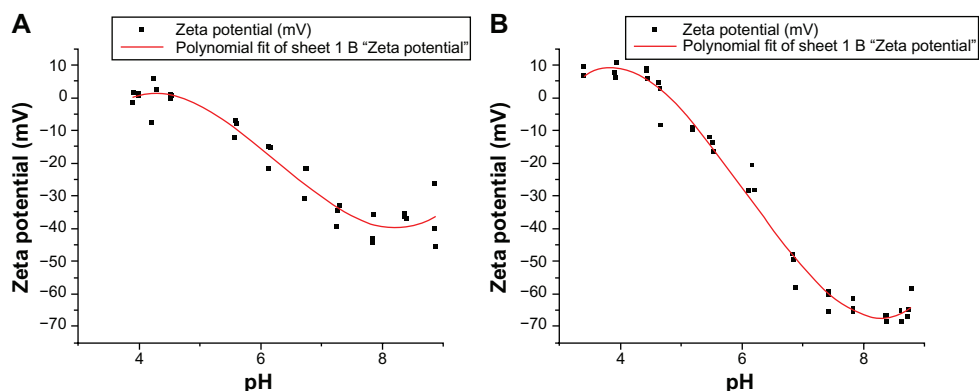 A
Zeta potential (mV)
Polynomial fit of sheet 1 B “Zeta potential”
10
0
−10
−20
−30
−40
−50
−60
−70
Zeta potential (mV)
4 6 8
pH
B
Zeta potential (mV)
Polynomial fit of sheet 1 B “Zeta potential”
10
0
−10
−20
−30
−40
−50
−60
−70
Zeta potential (mV)
4 6 8
pH